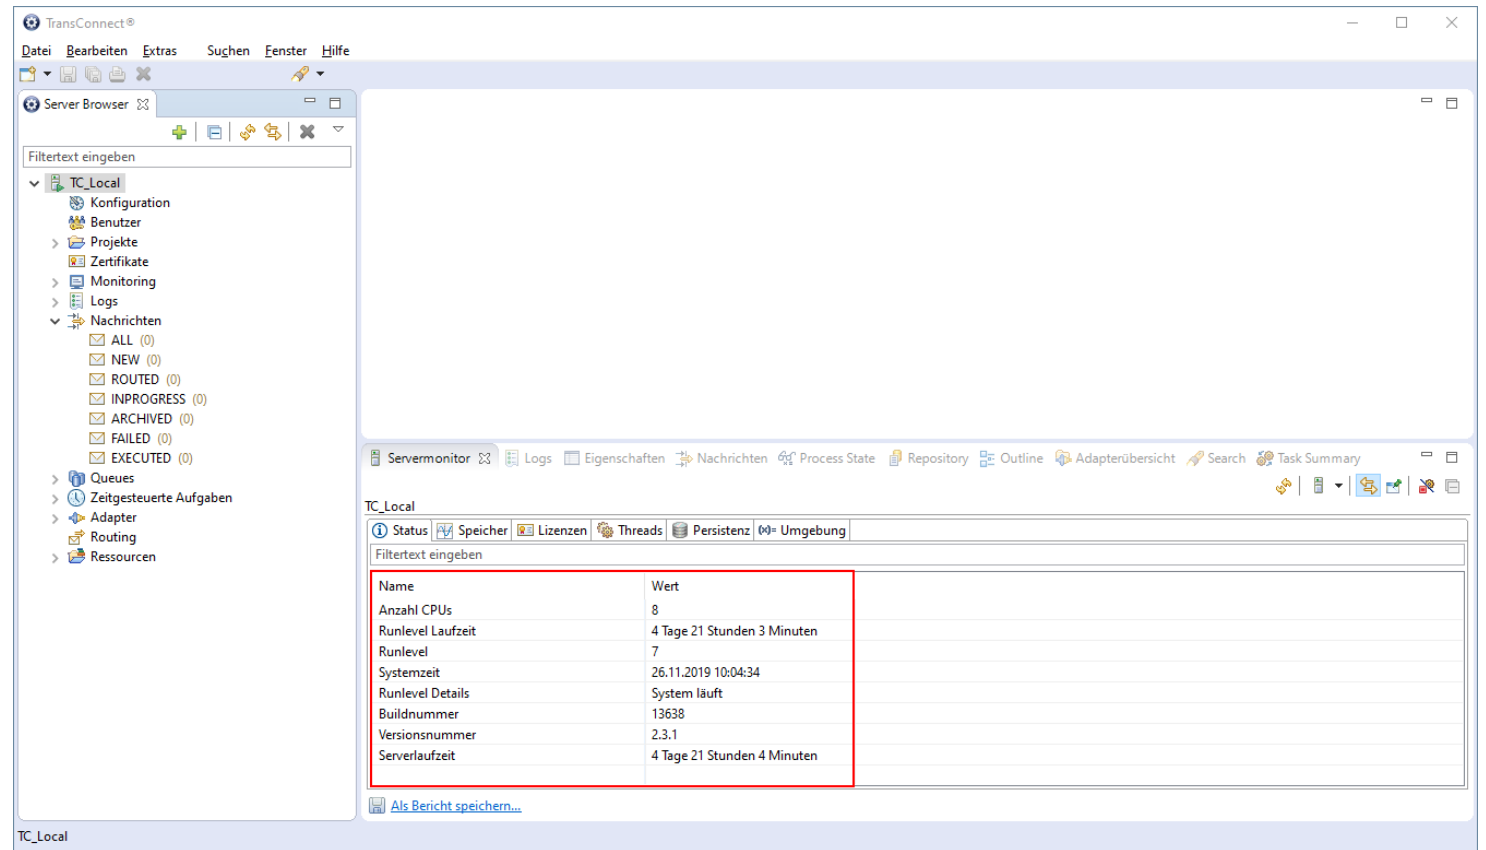 TransConnect®
Datei Bearbeiten Extras Suchen Fenster Hilfe
Server Browser
Filtertext eingeben
TC_Local
Konfiguration
Benutzer
Projekte
Zertifikate
Monitoring
Logs
Nachrichten
ALL (0)
NEW (0)
ROUTED (0)
INPROGRESS (0)
ARCHIVED (0)
FAILED (0)
EXECUTED (0)
Queues
Zeitgesteuerte Aufgaben
Adapter
Routing
Ressourcen
Servermonitor Logs Eigenschaften Nachrichten Process State Repository Outline Adapterübersicht Search Task Summary
TC_Local
Status Speicher Lizenzen Threads Persistenz (x)= Umgebung
Filtertext eingeben
Name Wert
Anzahl CPUs 8
Runlevel Laufzeit 4 Tage 21 Stunden 3 Minuten
Runlevel 7
Systemzeit 26.11.2019 10:04:34
Runlevel Details System läuft
Buildnummer 13638
Versionsnummer 2.3.1
Serverlaufzeit 4 Tage 21 Stunden 4 Minuten
Als Bericht speichern...
TC_Local